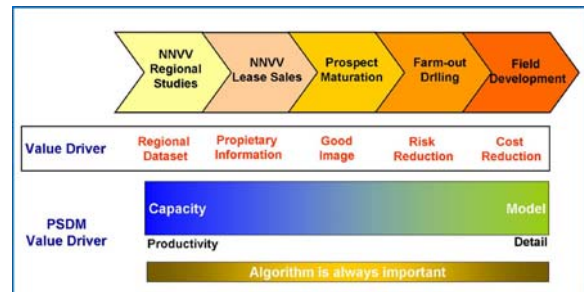 NNVV
Regional
Studies
NNVV
Lease Sales
Prospect
Maturation
Farm-out
Drlling
Field
Development
Value Driver
Regional
Dataset
Propietary
Information
Good
Image
Risk
Reduction
Cost
Reduction
PSDM
Value Driver
Capacity
Model
Productivity
Detail
Algorithm is always important